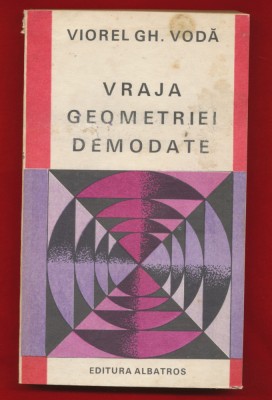 VIOREL GH. VODĂ
VRAJA
GEOMETRIEI
DEMODATE
EDITURA ALBATROS